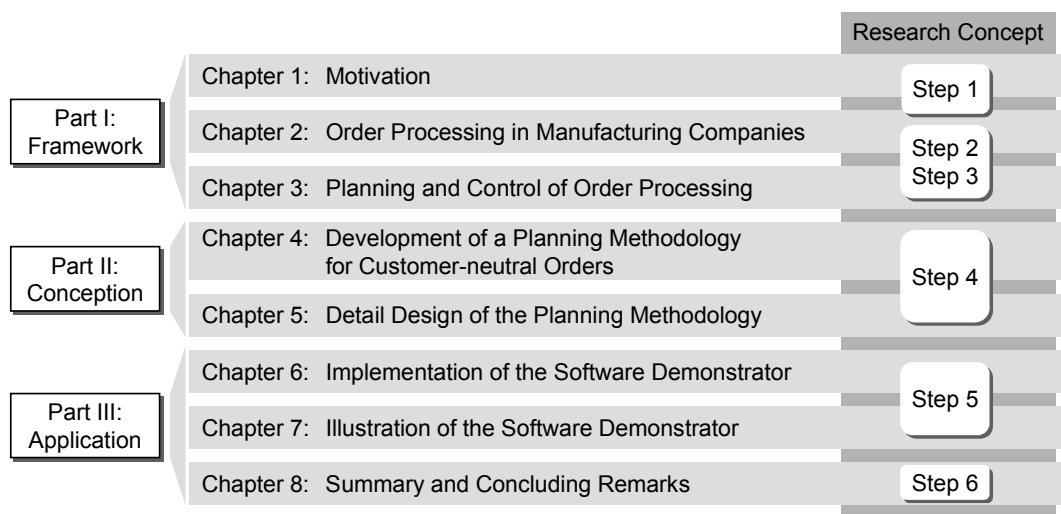 Research Concept
Part I:
Framework
Chapter 1: Motivation
Step 1
Chapter 2: Order Processing in Manufacturing Companies
Step 2
Chapter 3: Planning and Control of Order Processing
Step 3
Part II:
Conception
Chapter 4: Development of a Planning Methodology
for Customer-neutral Orders
Step 4
Chapter 5: Detail Design of the Planning Methodology
Part III:
Application
Chapter 6: Implementation of the Software Demonstrator
Step 5
Chapter 7: Illustration of the Software Demonstrator
Chapter 8: Summary and Concluding Remarks
Step 6